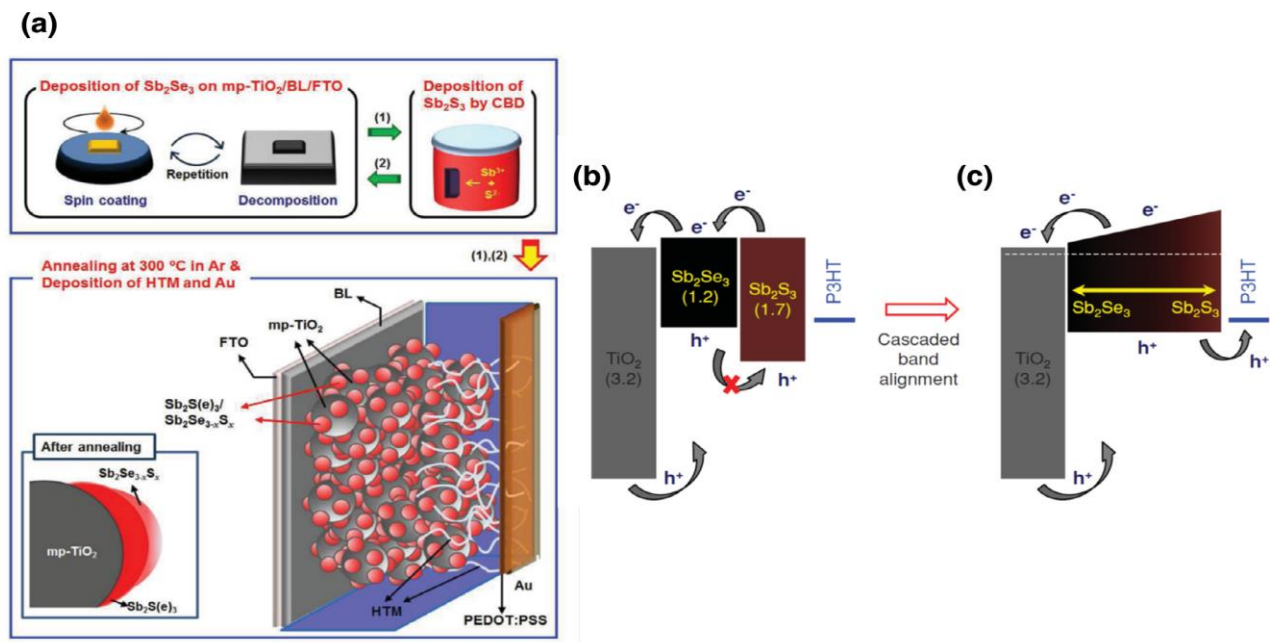 (a)
Deposition of Sb₂Se₃ on mp-TiO₂/BL/FTO
Spin coating
Repetition
Decomposition
(1)
(2)
Deposition of
Sb₂S₃ by CBD
Sb³⁺
+
S²⁻
(1),(2)
Annealing at 300 °C in Ar &
Deposition of HTM and Au
BL
mp-TiO₂
FTO
Sb₂S(e)₃/
Sb₂Se₃₋ₓSₓ
After annealing
Sb₂Se₃₋ₓSₓ
mp-TiO₂
Sb₂S(e)₃
HTM
Au
PEDOT:PSS
(b)
e⁻
e⁻
e⁻
TiO₂
(3.2)
Sb₂Se₃
(1.2)
Sb₂S₃
(1.7)
P3HT
h⁺
h⁺
h⁺
Cascaded
band
alignment
(c)
e⁻
e⁻
e⁻
TiO₂
(3.2)
Sb₂Se₃
Sb₂S₃
P3HT
h⁺
h⁺
h⁺